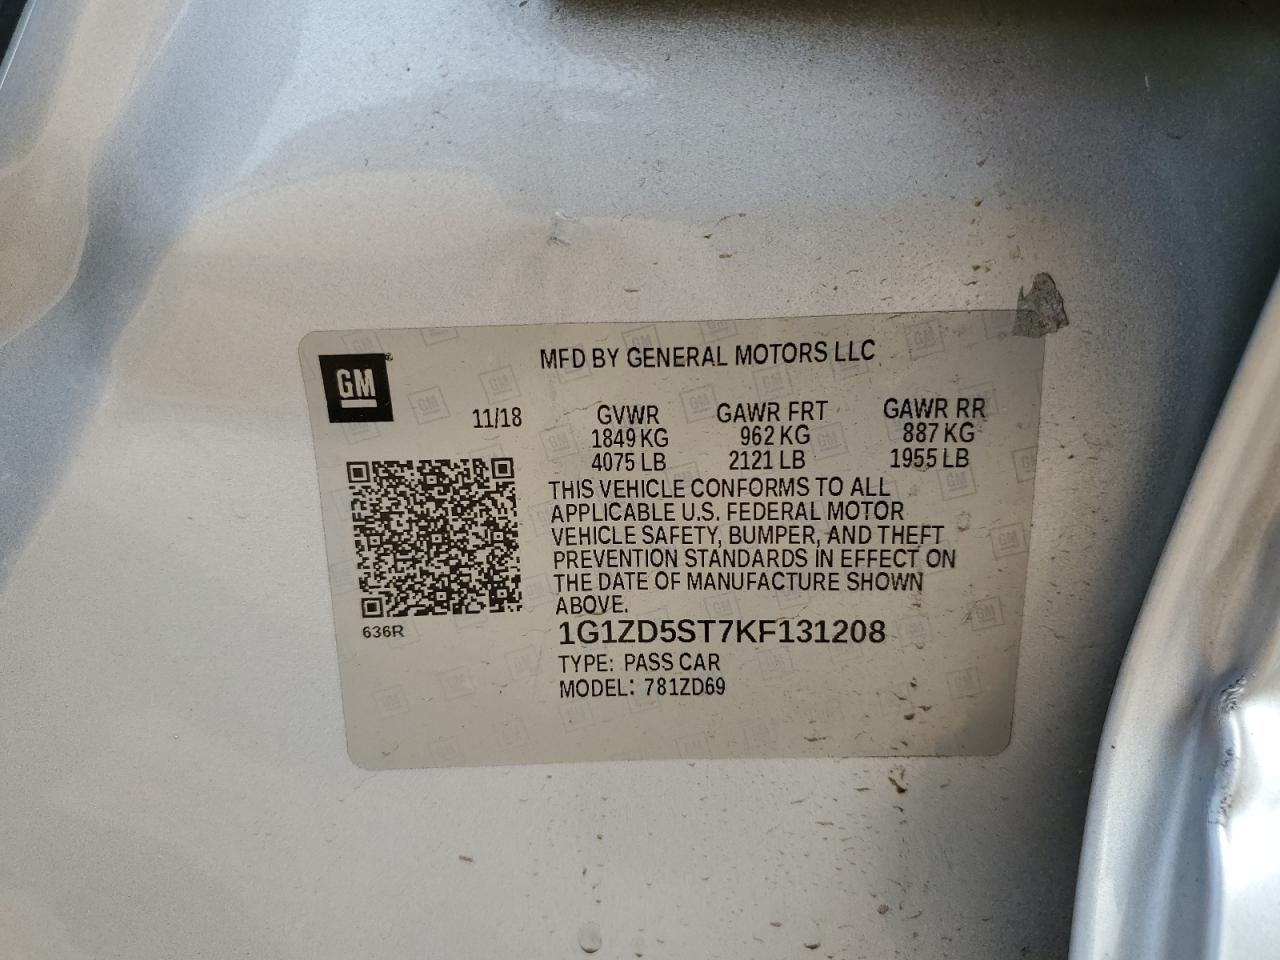 GM
MFD BY GENERAL MOTORS LLC
11/18 GVWR GAWR FRT GAWR RR
1849 KG 962 KG 887 KG
4075 LB 2121 LB 1955 LB
THIS VEHICLE CONFORMS TO ALL
APPLICABLE U.S. FEDERAL MOTOR
VEHICLE SAFETY, BUMPER, AND THEFT
PREVENTION STANDARDS IN EFFECT ON
THE DATE OF MANUFACTURE SHOWN
ABOVE.
636R
1G1ZD5ST7KF131208
TYPE: PASS CAR
MODEL: 781ZD69